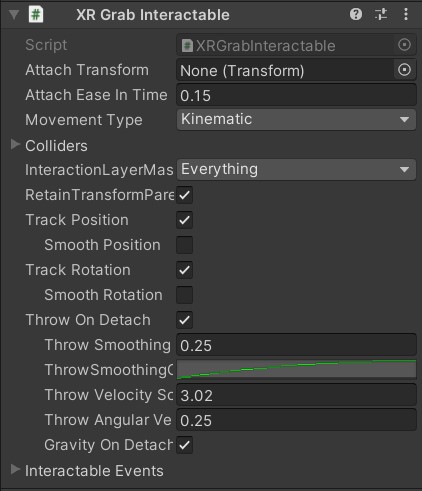 XR Grab Interactable
Script XRGrabInteractable
Attach Transform None (Transform)
Attach Ease In Time 0.15
Movement Type Kinematic
Colliders
InteractionLayerMas Everything
RetainTransformPare
Track Position
Smooth Position
Track Rotation
Smooth Rotation
Throw On Detach
Throw Smoothing 0.25
ThrowSmoothingC
Throw Velocity Sc 3.02
Throw Angular Ve 0.25
Gravity On Detach
Interactable Events